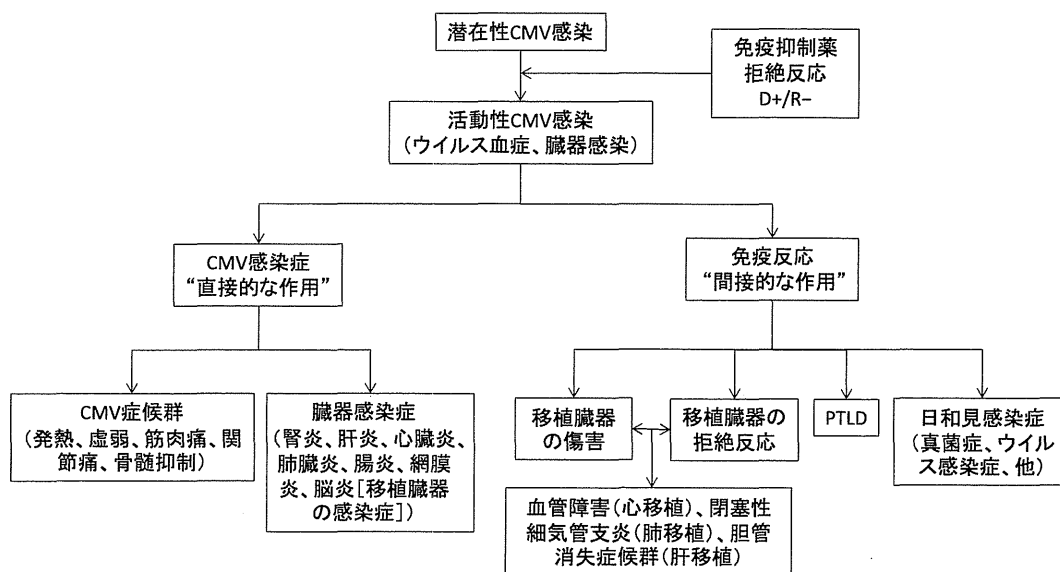 潜在性CMV感染
免疫抑制薬
拒絶反応
D+/R−
活動性CMV感染
（ウイルス血症、臓器感染）
CMV感染症
“直接的な作用”
免疫反応
“間接的な作用”
CMV症候群
（発熱、虚弱、筋肉痛、関
節痛、骨髄抑制）
臓器感染症
（腎炎、肝炎、心臓炎、
肺臓炎、腸炎、網膜
炎、脳炎［移植臓器
の感染症］）
移植臓器
の傷害
移植臓器の
拒絶反応
PTLD
日和見感染症
（真菌症、ウイル
ス感染症、他）
血管障害（心移植）、閉塞性
細気管支炎（肺移植）、胆管
消失症候群（肝移植）